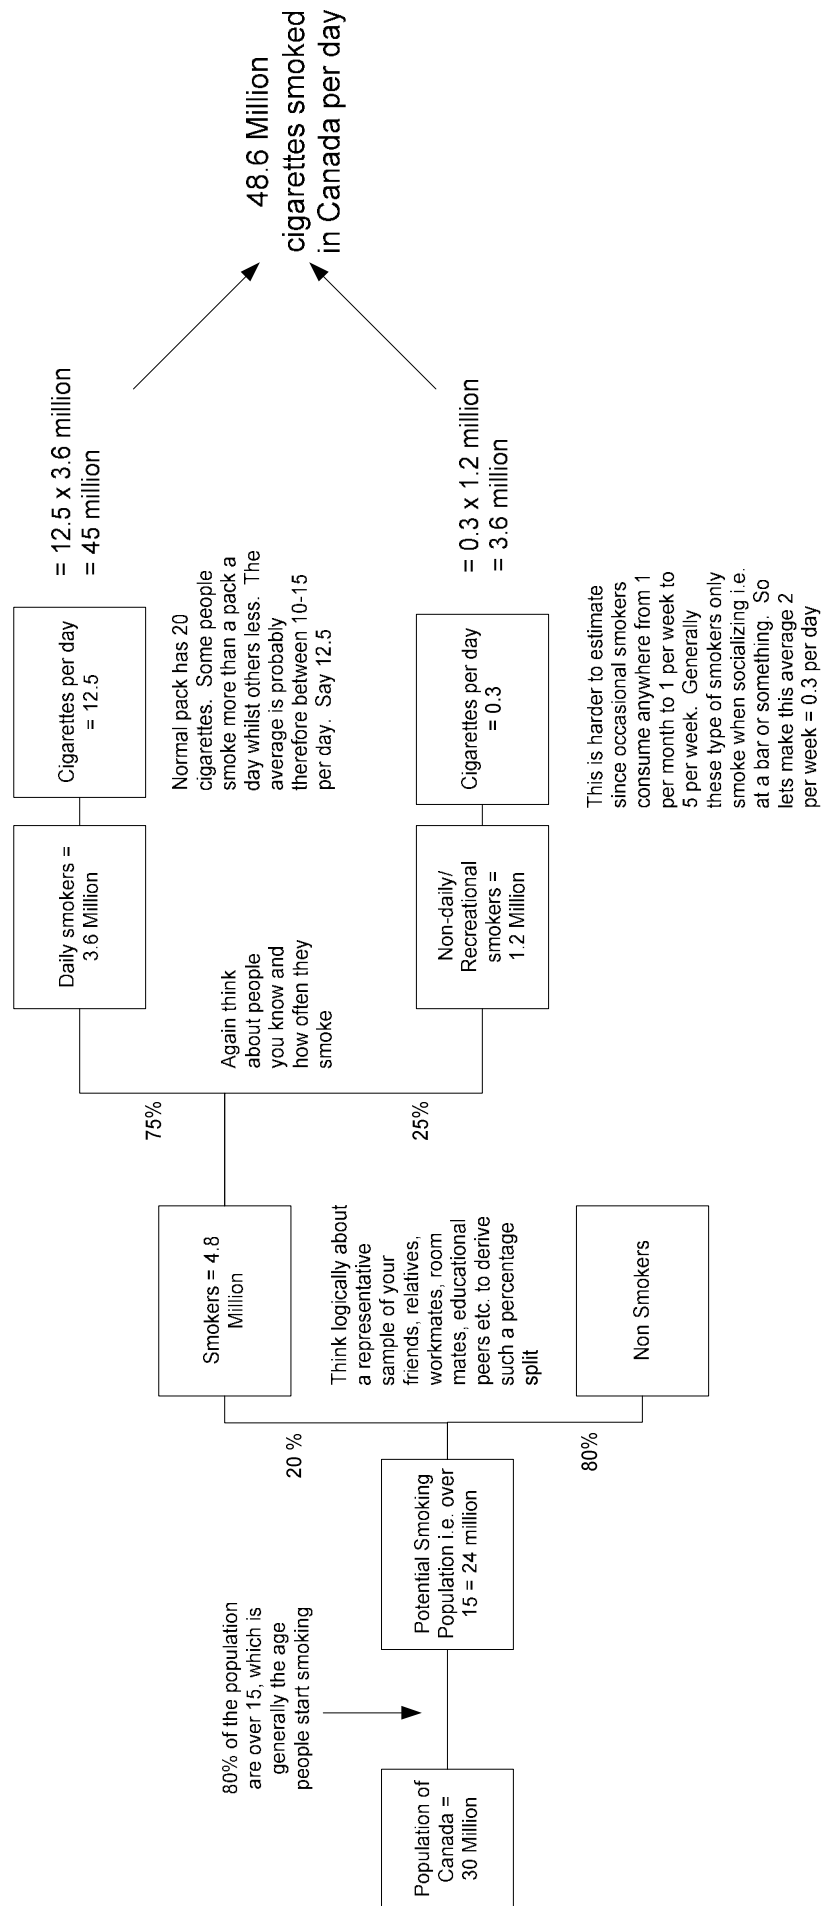 Population of
Canada =
30 Million
80% of the population
are over 15, which is
generally the age
people start smoking
Potential Smoking
Population i.e. over
15 = 24 million
20 %
80%
Smokers = 4.8
Million
Think logically about
a representative
sample of your
friends, relatives,
workmates, room
mates, educational
peers etc. to derive
such a percentage
split
Non Smokers
75%
25%
Again think
about people
you know and
how often they
smoke
Daily smokers =
3.6 Million
Cigarettes per day
= 12.5
Normal pack has 20
cigarettes. Some people
smoke more than a pack a
day whilst others less. The
average is probably
therefore between 10-15
per day. Say 12.5
= 12.5 x 3.6 million
= 45 million
Non-daily/
Recreational
smokers =
1.2 Million
Cigarettes per day
= 0.3
This is harder to estimate
since occasional smokers
consume anywhere from 1
per month to 1 per week to
5 per week. Generally
these type of smokers only
smoke when socializing i.e.
at a bar or something. So
lets make this average 2
per week = 0.3 per day
= 0.3 x 1.2 million
= 3.6 million
48.6 Million
cigarettes smoked
in Canada per day